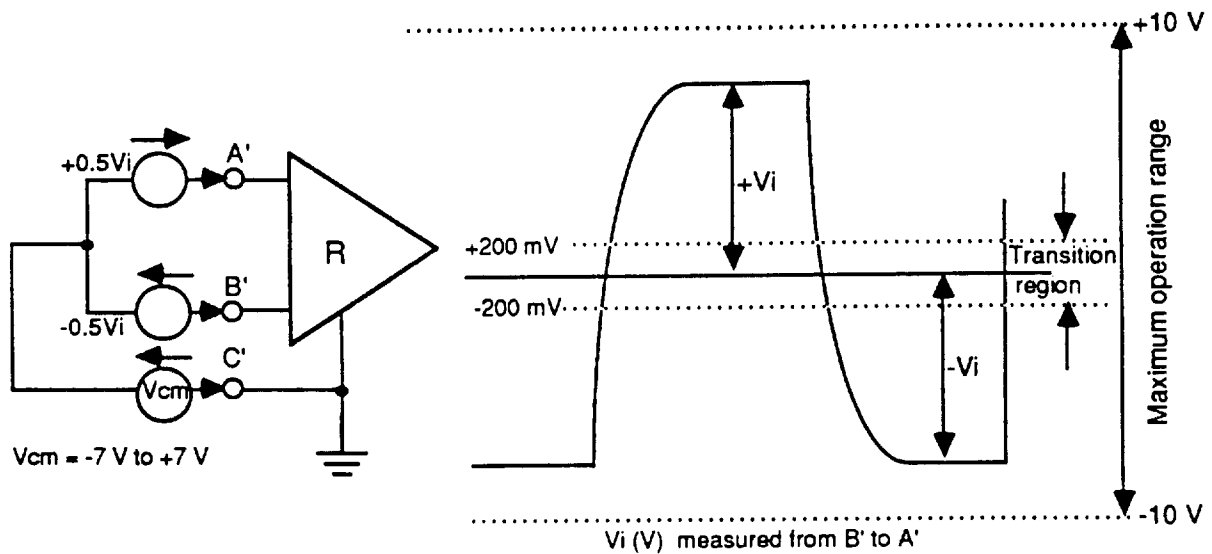 +10 V
+0.5Vi
A'
+Vi
R
+200 mV
Transition
region
-200 mV
B'
-0.5Vi
C'
Vcm
-Vi
Vcm = -7 V to +7 V
Maximum operation range
-10 V
Vi (V) measured from B' to A'